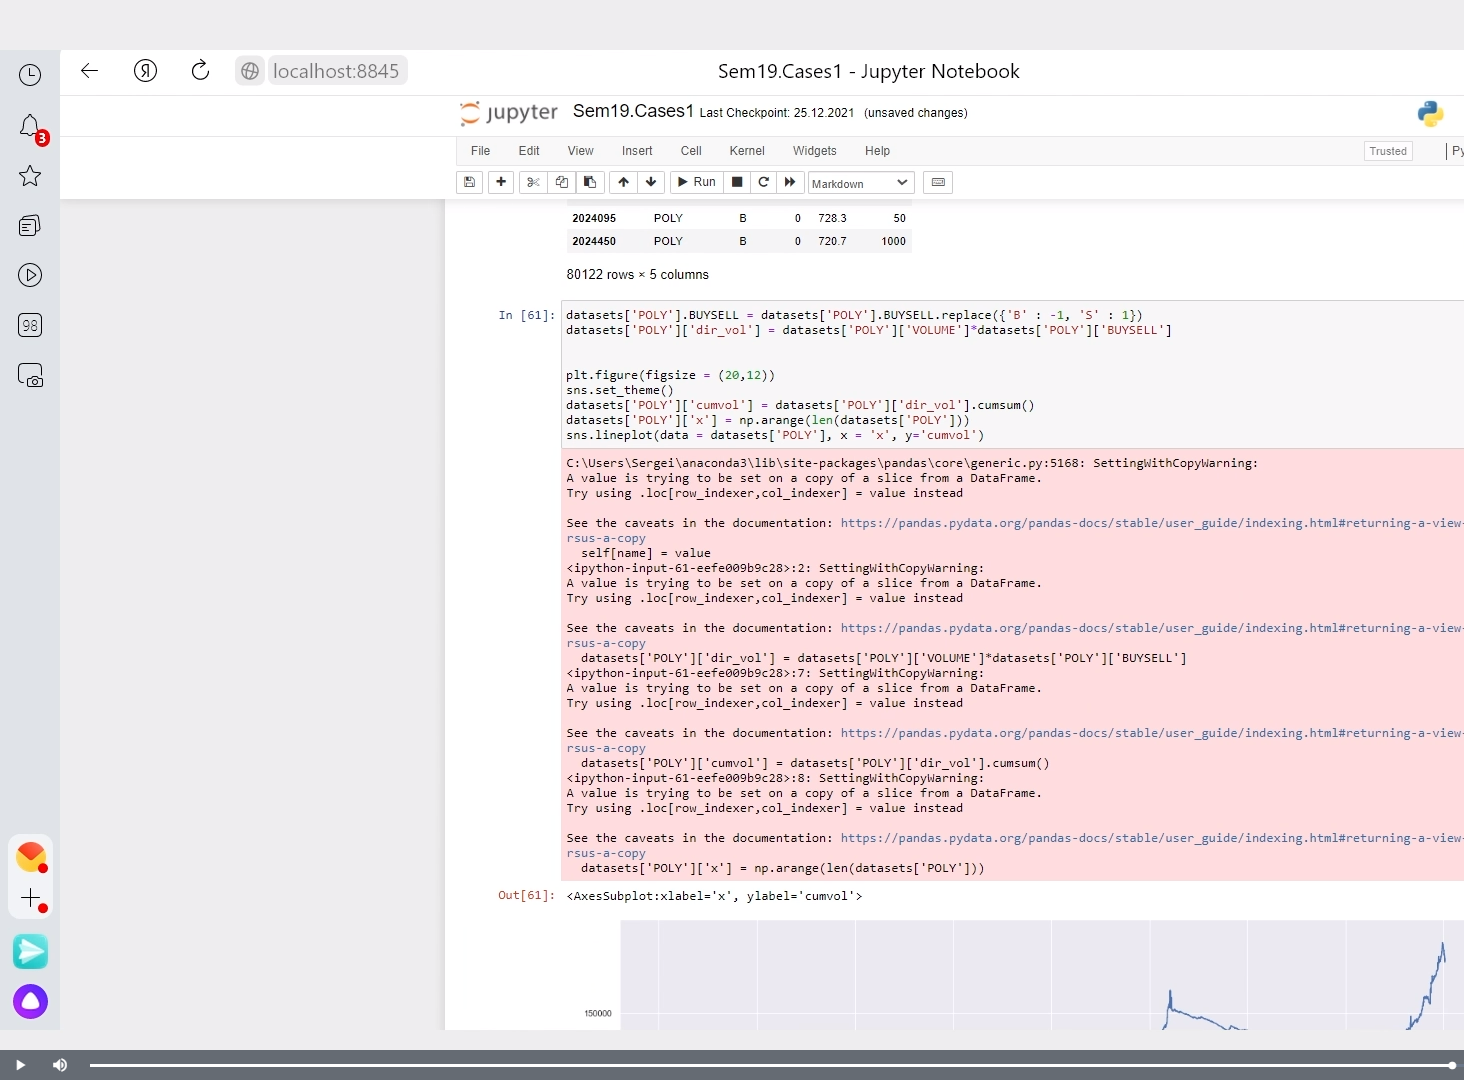 localhost:8845
Sem19.Cases1 - Jupyter Notebook
3
98
jupyter Sem19.Cases1 Last Checkpoint: 25.12.2021 (unsaved changes)
File Edit View Insert Cell Kernel Widgets Help Trusted Py
Run Markdown
2024095 POLY B 0 728.3 50
2024450 POLY B 0 720.7 1000
80122 rows × 5 columns
In [61]: datasets['POLY'].BUYSELL = datasets['POLY'].BUYSELL.replace({'B' : -1, 'S' : 1})
datasets['POLY']['dir_vol'] = datasets['POLY']['VOLUME']*datasets['POLY']['BUYSELL']
plt.figure(figsize = (20,12))
sns.set_theme()
datasets['POLY']['cumvol'] = datasets['POLY']['dir_vol'].cumsum()
datasets['POLY']['x'] = np.arange(len(datasets['POLY']))
sns.lineplot(data = datasets['POLY'], x = 'x', y='cumvol')
C:\Users\Sergei\anaconda3\lib\site-packages\pandas\core\generic.py:5168: SettingWithCopyWarning:
A value is trying to be set on a copy of a slice from a DataFrame.
Try using .loc[row_indexer,col_indexer] = value instead
See the caveats in the documentation: https://pandas.pydata.org/pandas-docs/stable/user_guide/indexing.html#returning-a-view-
rsus-a-copy
self[name] = value
<ipython-input-61-eefe009b9c28>:2: SettingWithCopyWarning:
A value is trying to be set on a copy of a slice from a DataFrame.
Try using .loc[row_indexer,col_indexer] = value instead
See the caveats in the documentation: https://pandas.pydata.org/pandas-docs/stable/user_guide/indexing.html#returning-a-view-
rsus-a-copy
datasets['POLY']['dir_vol'] = datasets['POLY']['VOLUME']*datasets['POLY']['BUYSELL']
<ipython-input-61-eefe009b9c28>:7: SettingWithCopyWarning:
A value is trying to be set on a copy of a slice from a DataFrame.
Try using .loc[row_indexer,col_indexer] = value instead
See the caveats in the documentation: https://pandas.pydata.org/pandas-docs/stable/user_guide/indexing.html#returning-a-view-
rsus-a-copy
datasets['POLY']['cumvol'] = datasets['POLY']['dir_vol'].cumsum()
<ipython-input-61-eefe009b9c28>:8: SettingWithCopyWarning:
A value is trying to be set on a copy of a slice from a DataFrame.
Try using .loc[row_indexer,col_indexer] = value instead
See the caveats in the documentation: https://pandas.pydata.org/pandas-docs/stable/user_guide/indexing.html#returning-a-view-
rsus-a-copy
datasets['POLY']['x'] = np.arange(len(datasets['POLY']))
Out[61]: <AxesSubplot:xlabel='x', ylabel='cumvol'>
150000